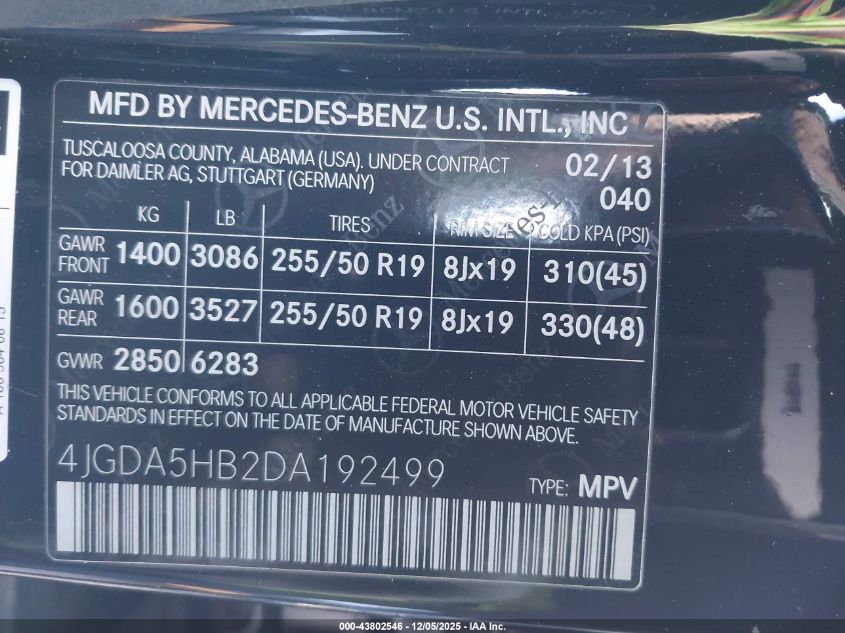 MFD BY MERCEDES-BENZ U.S. INTL., INC
TUSCALOOSA COUNTY, ALABAMA (USA). UNDER CONTRACT 02/13
FOR DAIMLER AG, STUTTGART (GERMANY) 040
KG LB TIRES RIM SIZE COLD KPA (PSI)
GAWR FRONT 1400 3086 255/50 R19 8Jx19 310(45)
GAWR REAR 1600 3527 255/50 R19 8Jx19 330(48)
GVWR 2850 6283
THIS VEHICLE CONFORMS TO ALL APPLICABLE FEDERAL MOTOR VEHICLE SAFETY
STANDARDS IN EFFECT ON THE DATE OF MANUFACTURE SHOWN ABOVE.
4JGDA5HB2DA192499 TYPE: MPV
000-43802546 - 12/05/2025 - IAA Inc.